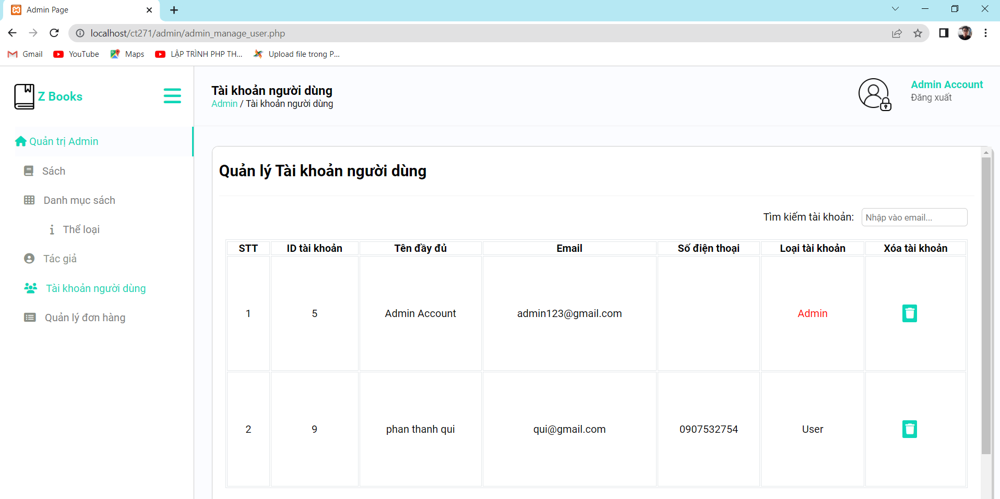 Admin Page
localhost/ct271/admin/admin_manage_user.php
Gmail YouTube Maps LẬP TRÌNH PHP TH... Upload file trong P...
Z Books
Quản trị Admin
Sách
Danh mục sách
Thể loại
Tác giả
Tài khoản người dùng
Quản lý đơn hàng
Tài khoản người dùng
Admin / Tài khoản người dùng
Admin Account
Đăng xuất
Quản lý Tài khoản người dùng
Tìm kiếm tài khoản: Nhập vào email...
STT ID tài khoản Tên đầy đủ Email Số điện thoại Loại tài khoản Xóa tài khoản
1 5 Admin Account admin123@gmail.com Admin
2 9 phan thanh qui qui@gmail.com 0907532754 User